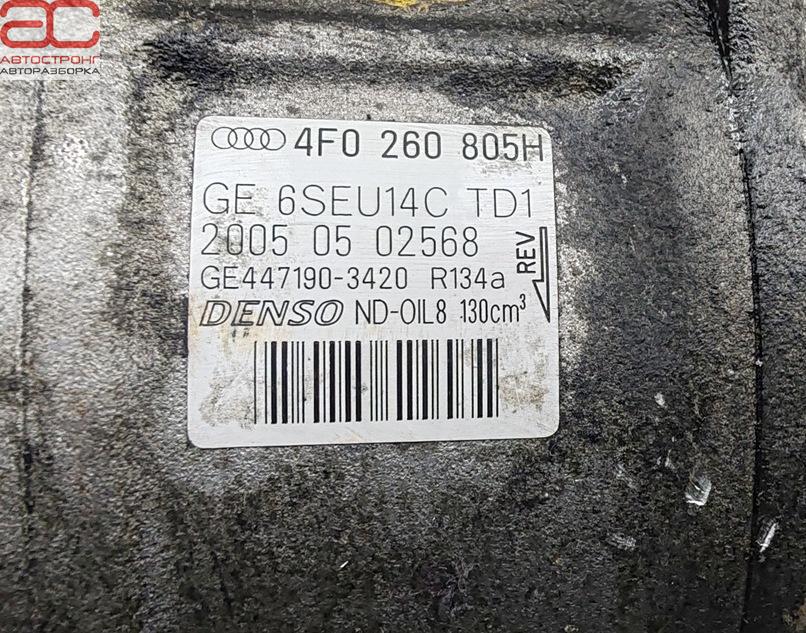 АС
АВТОСТРОНГ
АВТОРАЗБОРКА
4F0 260 805H
GE 6SEU14C TD1
2005 05 02568
REV
GE447190-3420 R134a
DENSO ND-OIL8 130cm³